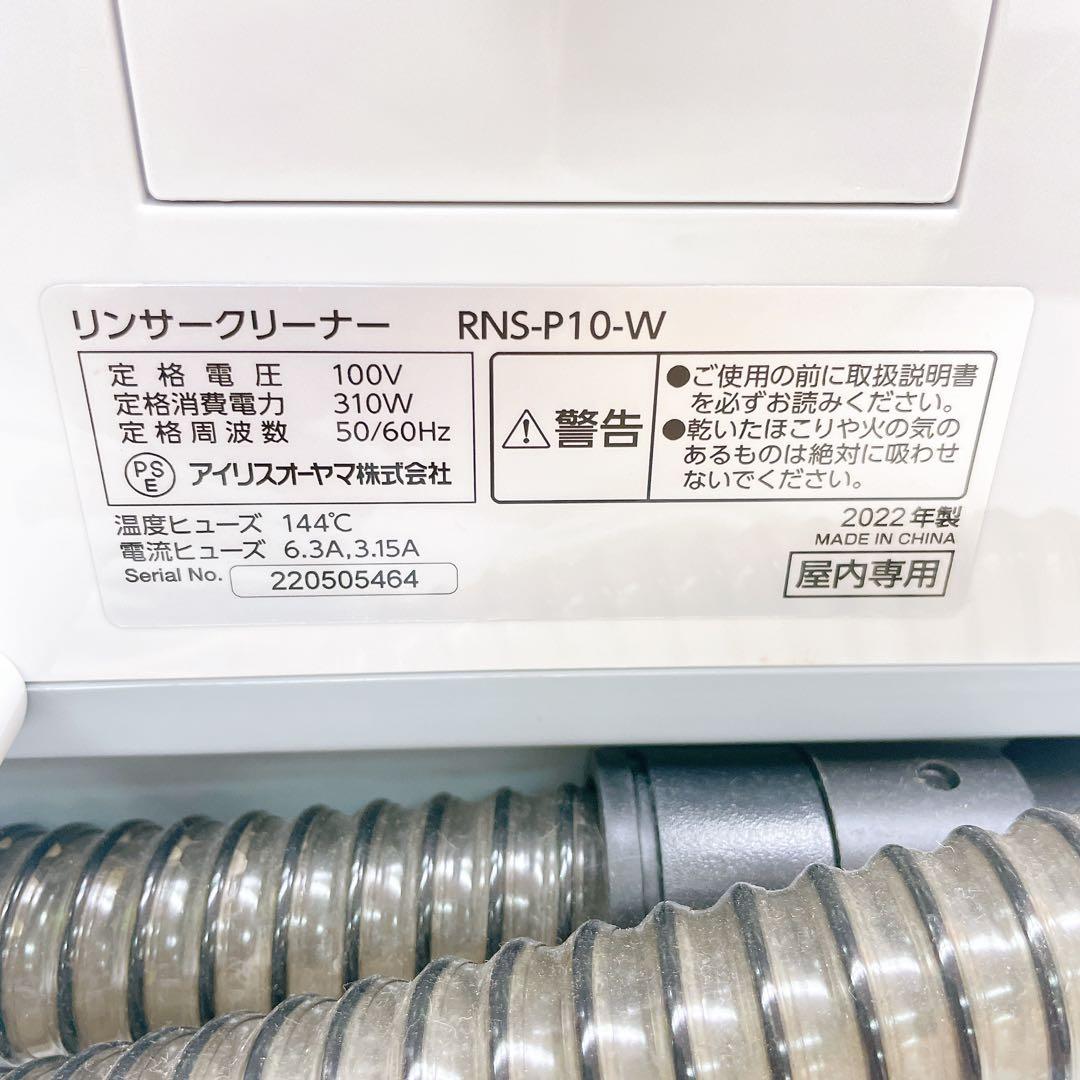 リンサークリーナー RNS-P10-W
定格電圧 100V
定格消費電力 310W
定格周波数 50/60Hz
PSE アイリスオーヤマ株式会社
警告
●ご使用の前に取扱説明書
を必ずお読みください。
●乾いたほこりや火の気の
あるものは絶対に吸わせ
ないでください。
温度ヒューズ 144℃
電流ヒューズ 6.3A,3.15A
Serial No. 220505464
2022年製
MADE IN CHINA
屋内専用